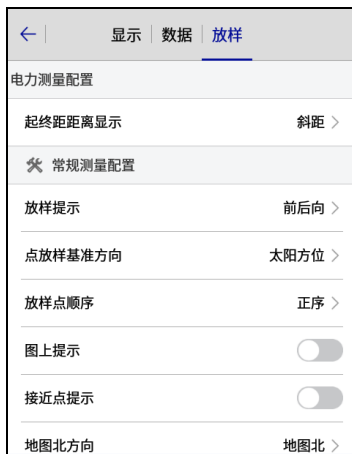 显示 数据 放样
电力测量配置
起终距距离显示 斜距
常规测量配置
放样提示 前后向
点放样基准方向 太阳方位
放样点顺序 正序
图上提示
接近点提示
地图北方向 地图北